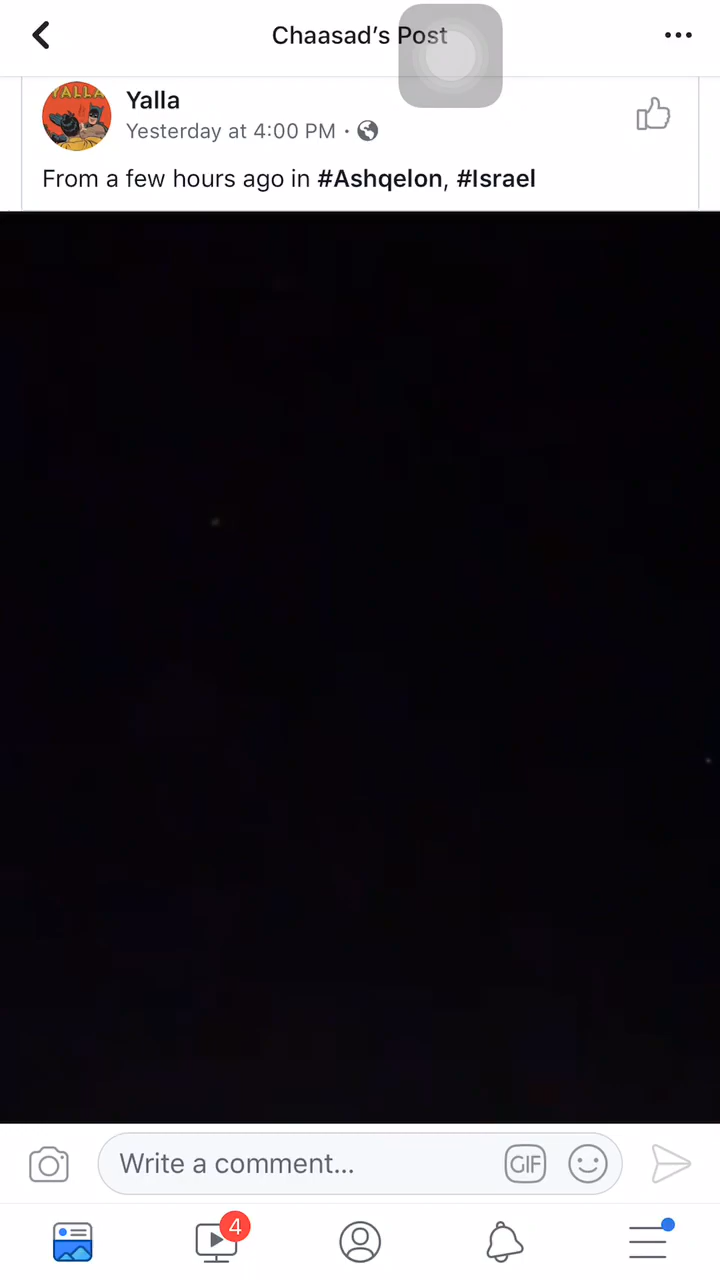 Chaasad's Post
YALLA
Yalla
Yesterday at 4:00 PM ·
From a few hours ago in #Ashqelon, #Israel
Write a comment...
GIF
4